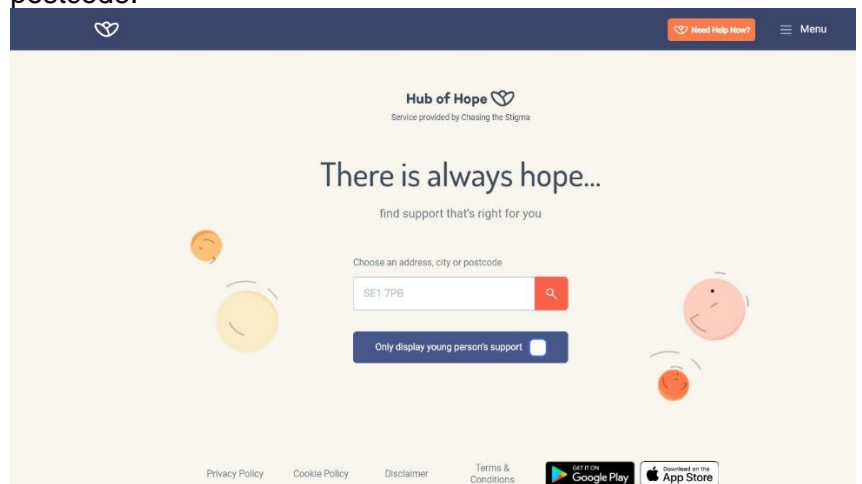 postcode.
Need Help Now?
Menu
Hub of Hope
Service provided by Chasing the Stigma
There is always hope...
find support that's right for you
Choose an address, city or postcode
SE1 7PB
Only display young person's support
Privacy Policy
Cookie Policy
Disclaimer
Terms &
Conditions
GET IT ON
Google Play
Download on the
App Store